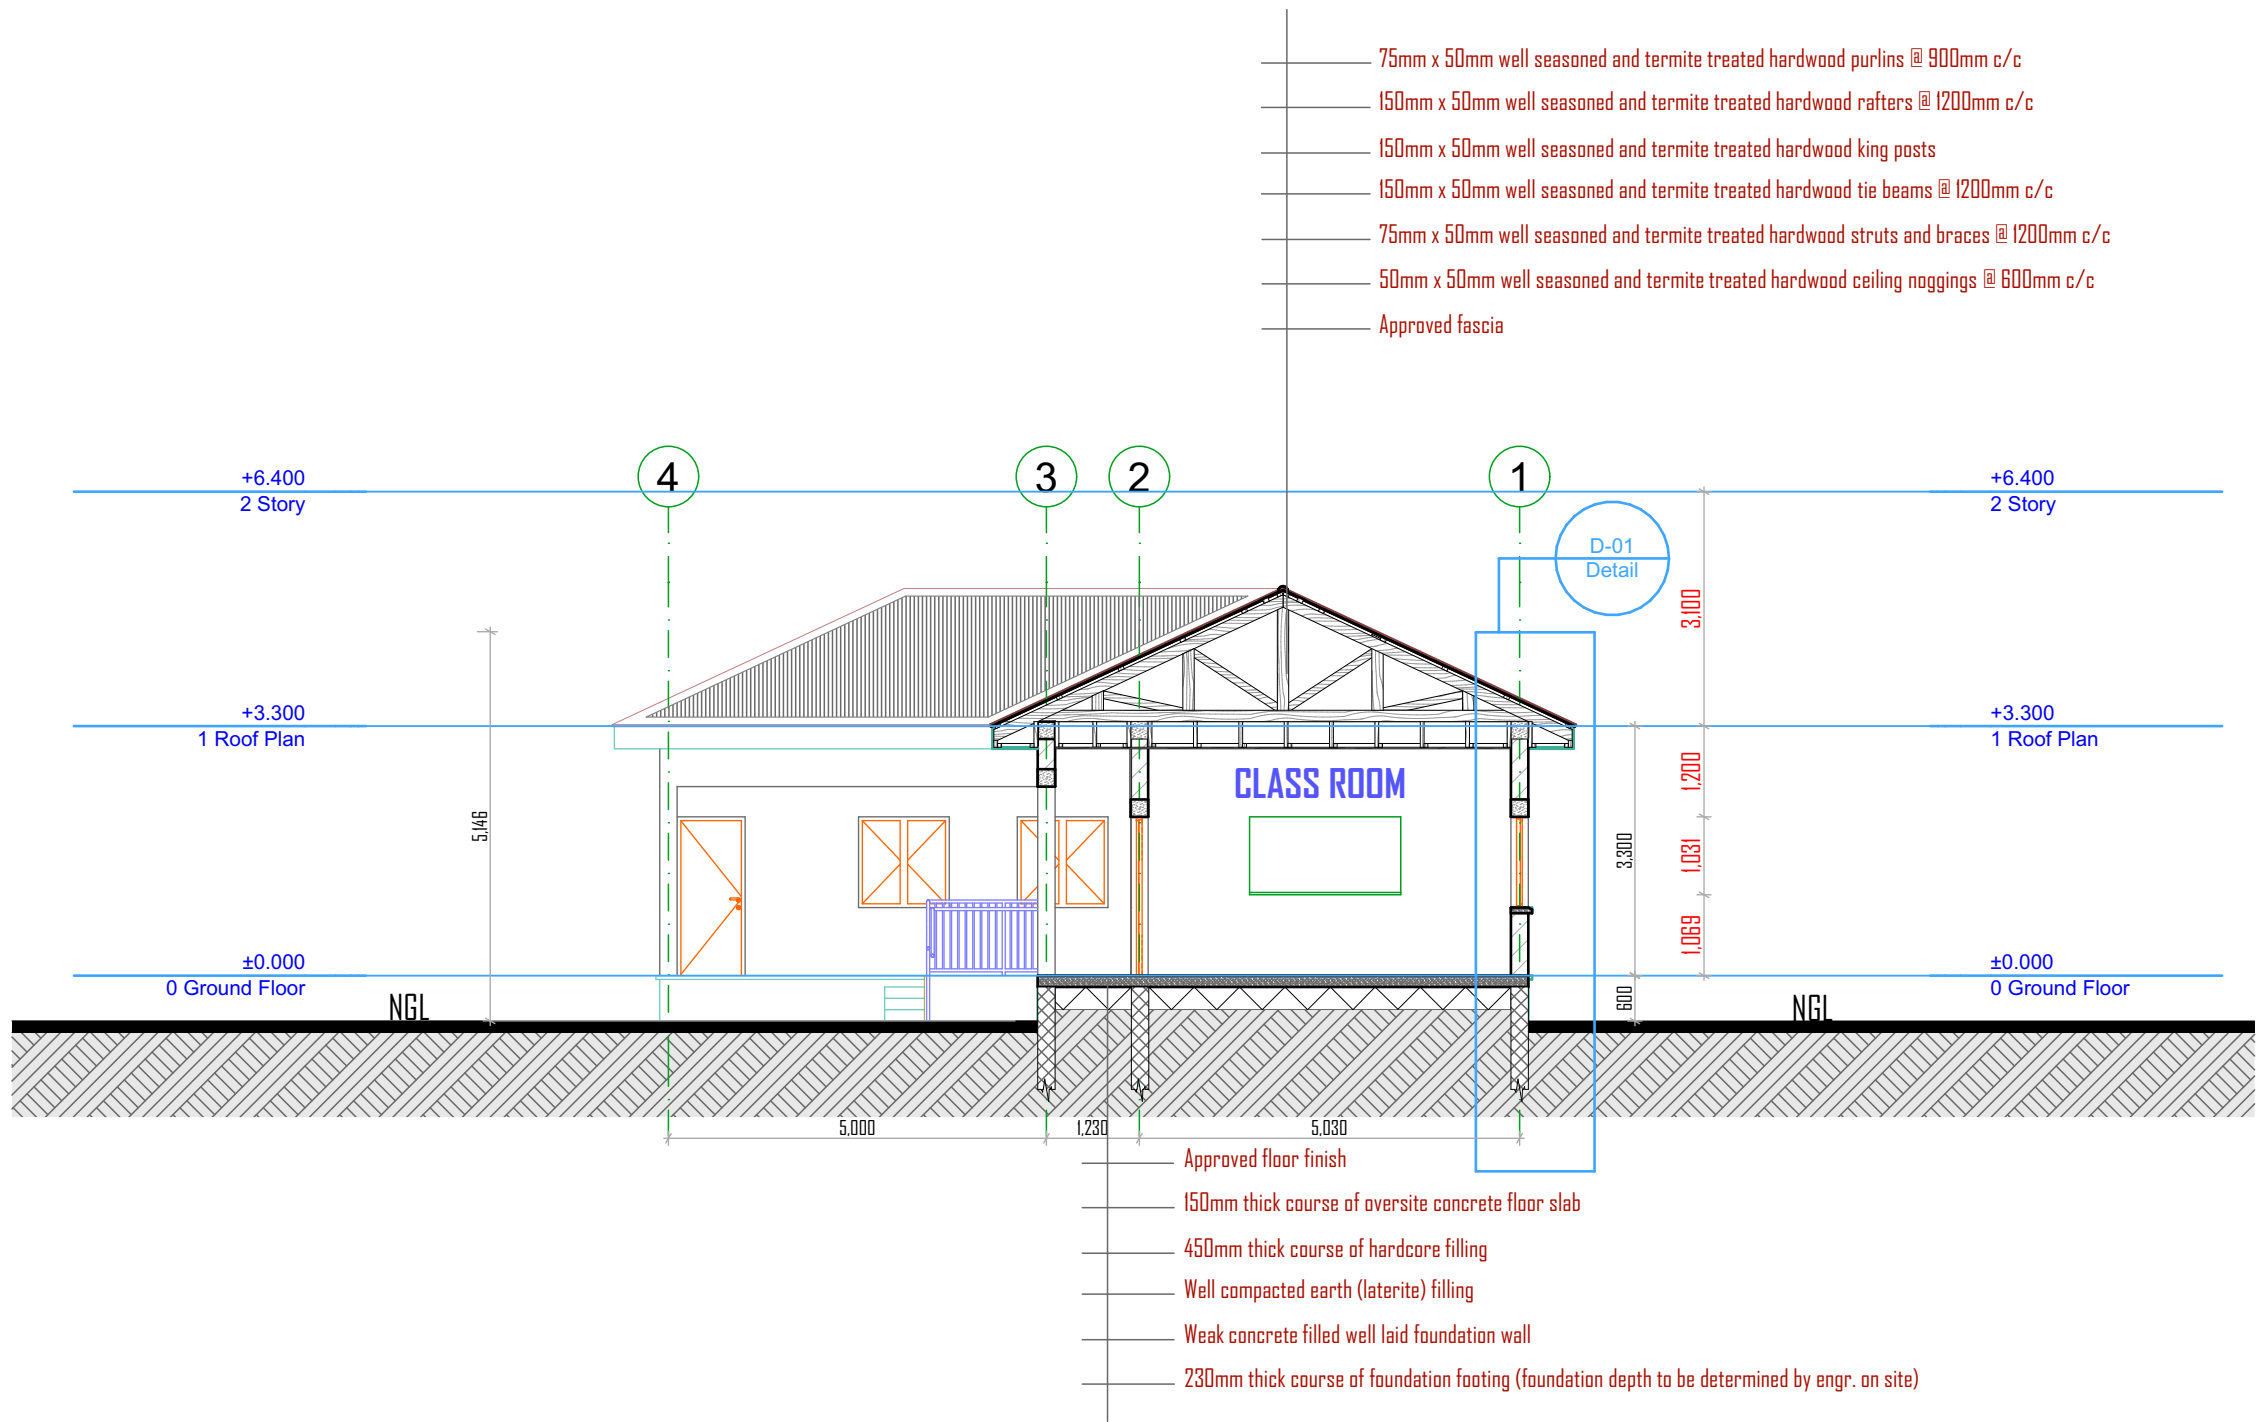 75mm x 50mm well seasoned and termite treated hardwood purlins @ 900mm c/c
150mm x 50mm well seasoned and termite treated hardwood rafters @ 1200mm c/c
150mm x 50mm well seasoned and termite treated hardwood king posts
150mm x 50mm well seasoned and termite treated hardwood tie beams @ 1200mm c/c
75mm x 50mm well seasoned and termite treated hardwood struts and braces @ 1200mm c/c
50mm x 50mm well seasoned and termite treated hardwood ceiling noggings @ 600mm c/c
Approved fascia
4
3
2
1
+6.400
2 Story
+6.400
2 Story
D-01
Detail
3,100
+3.300
1 Roof Plan
+3.300
1 Roof Plan
CLASS ROOM
1,200
5,146
3,300
1,031
1,069
±0.000
0 Ground Floor
±0.000
0 Ground Floor
600
NGL
NGL
5,000
1,230
5,030
Approved floor finish
150mm thick course of oversite concrete floor slab
450mm thick course of hardcore filling
Well compacted earth (laterite) filling
Weak concrete filled well laid foundation wall
230mm thick course of foundation footing (foundation depth to be determined by engr. on site)